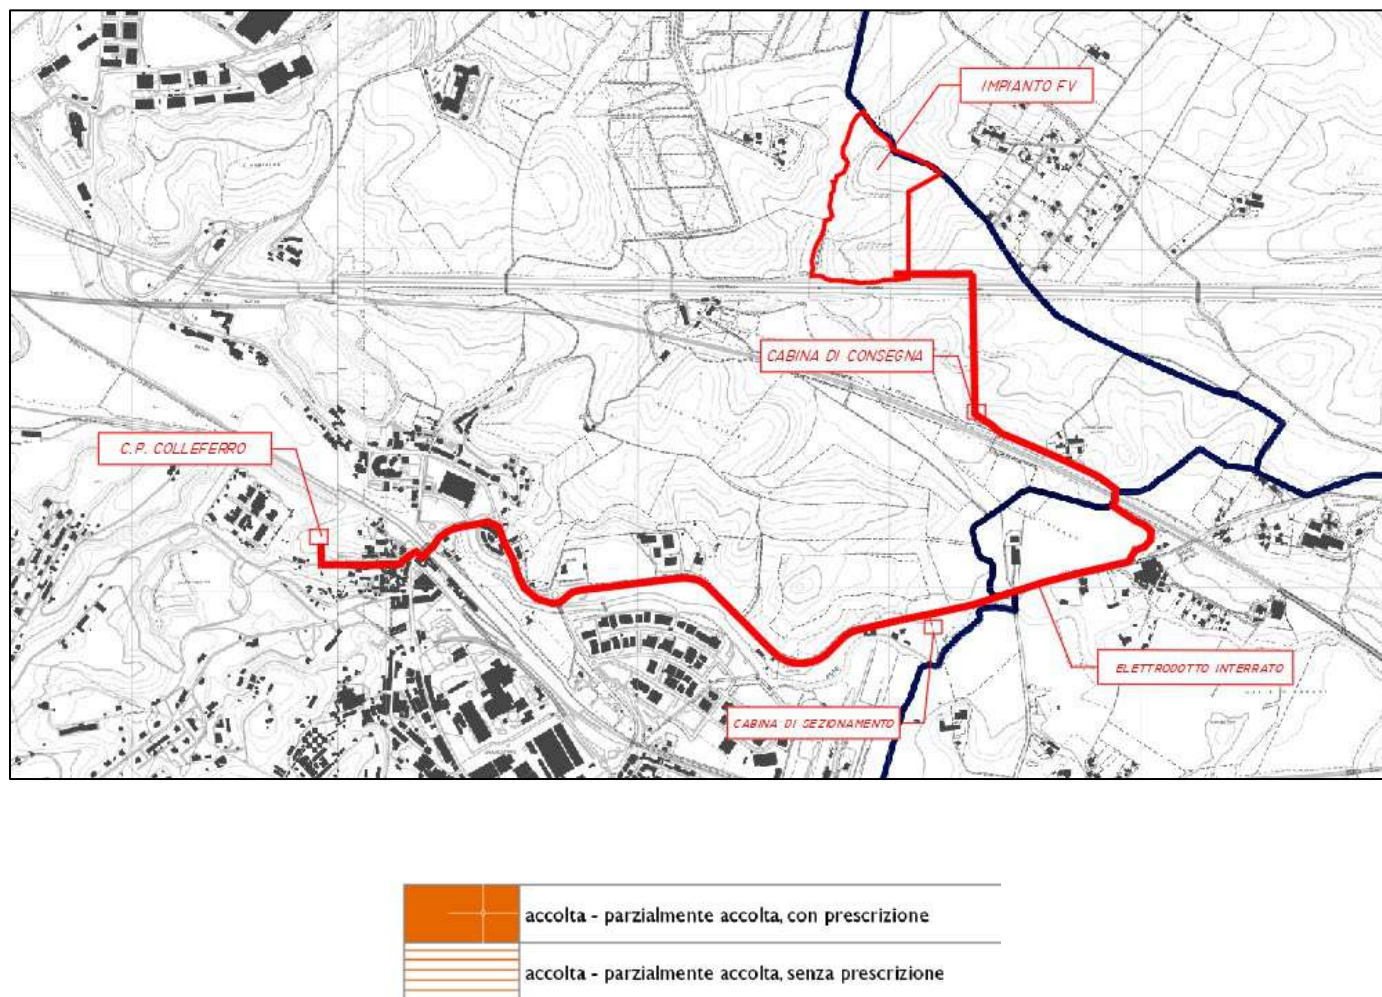 IMPIANTO FV
CABINA DI CONSEGNA
C.P. COLLEFERRO
ELETTRODOTTO INTERRATO
CABINA DI SEZIONAMENTO
accolta - parzialmente accolta, con prescrizione
accolta - parzialmente accolta, senza prescrizione